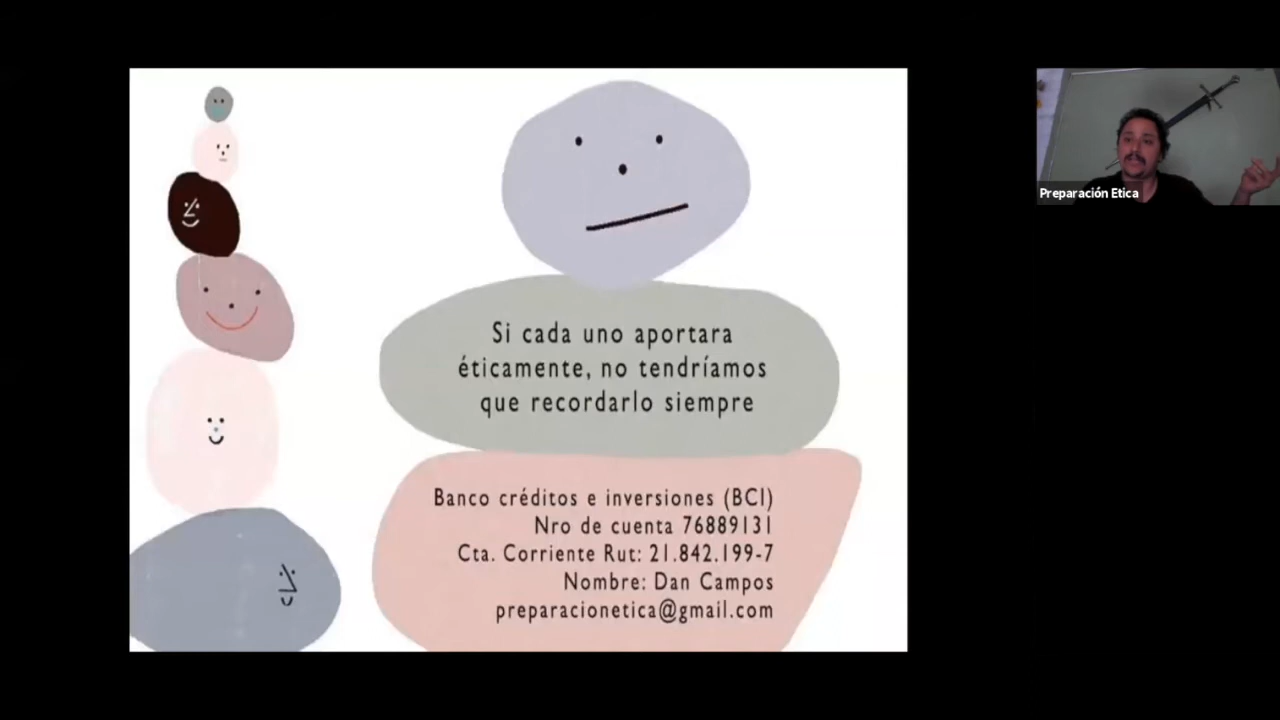 Si cada uno aportara
éticamente, no tendríamos
que recordarlo siempre
Banco créditos e inversiones (BCI)
Nro de cuenta 76889131
Cta. Corriente Rut: 21.842.199-7
Nombre: Dan Campos
preparacionetica@gmail.com
Preparación Etica